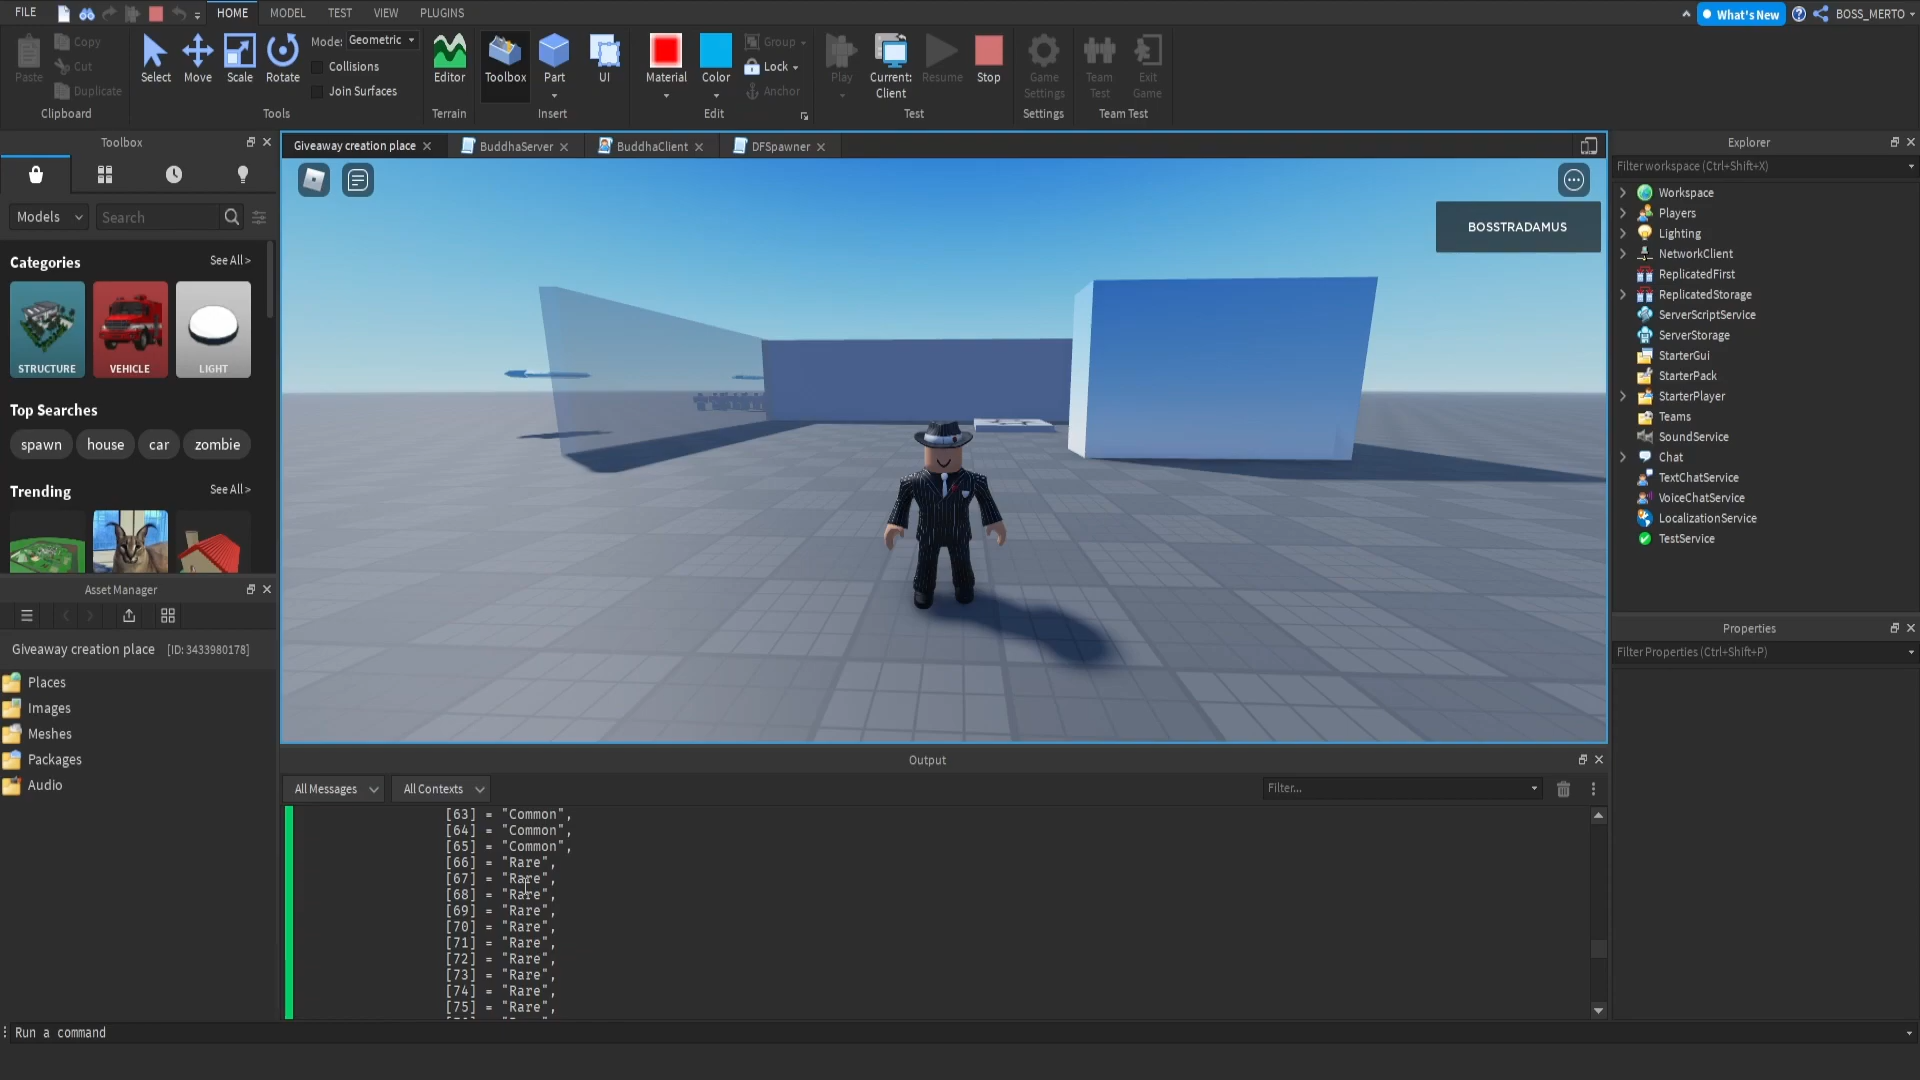 FILE
HOME
MODEL
TEST
VIEW
PLUGINS
What's New
BOSS_MERTO
Paste
Copy
Cut
Duplicate
Clipboard
Select
Move
Scale
Rotate
Mode: Geometric
Collisions
Join Surfaces
Tools
Editor
Terrain
Toolbox
Part
UI
Insert
Material
Color
Group
Lock
Anchor
Edit
Play
Current:
Client
Resume
Stop
Test
Game
Settings
Settings
Team
Test
Exit
Game
Team Test
Toolbox
Models
Search
Categories
See All >
STRUCTURE
VEHICLE
LIGHT
Top Searches
spawn
house
car
zombie
Trending
See All >
Asset Manager
Giveaway creation place [ID: 3433980178]
Places
Images
Meshes
Packages
Audio
Giveaway creation place
BuddhaServer
BuddhaClient
DFSpawner
BOSSTRADAMUS
Output
All Messages
All Contexts
Filter...
[63] = "Common",
[64] = "Common",
[65] = "Common",
[66] = "Rare",
[67] = "Rare",
[68] = "Rare",
[69] = "Rare",
[70] = "Rare",
[71] = "Rare",
[72] = "Rare",
[73] = "Rare",
[74] = "Rare",
[75] = "Rare",
Run a command
Explorer
Filter workspace (Ctrl+Shift+X)
Workspace
Players
Lighting
NetworkClient
ReplicatedFirst
ReplicatedStorage
ServerScriptService
ServerStorage
StarterGui
StarterPack
StarterPlayer
Teams
SoundService
Chat
TextChatService
VoiceChatService
LocalizationService
TestService
Properties
Filter Properties (Ctrl+Shift+P)